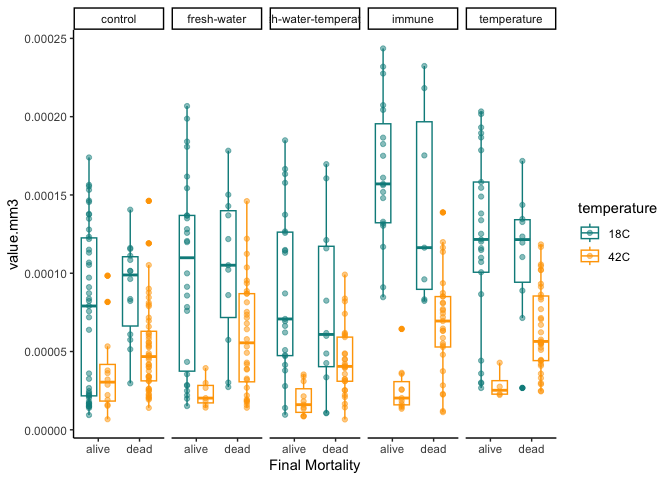 control fresh-water h-water-temperat immune temperature
0.00025
0.00020
0.00015
0.00010
0.00005
0.00000
value.mm3
alive dead alive dead alive dead alive dead alive dead
Final Mortality
temperature
18C
42C